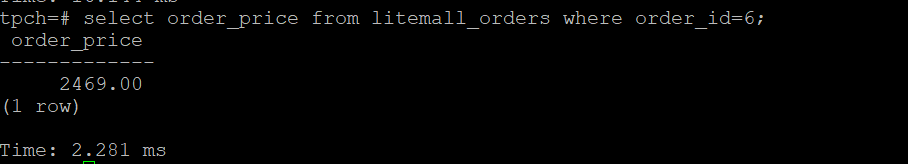 tpch=# select order_price from litemall_orders where order_id=6;
 order_price
-------------
     2469.00
(1 row)

Time: 2.281 ms